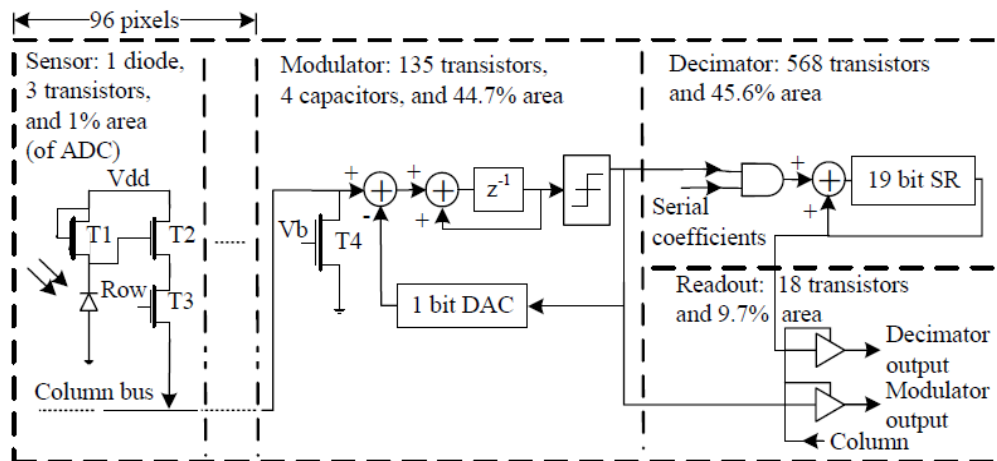 96 pixels
Sensor: 1 diode,
3 transistors,
and 1% area
(of ADC)
Vdd
T1
T2
Row
T3
Column bus
Modulator: 135 transistors,
4 capacitors, and 44.7% area
Vb
T4
+
-
+
+
z-1
1 bit DAC
Decimator: 568 transistors
and 45.6% area
Serial
coefficients
+
+
19 bit SR
Readout: 18 transistors
and 9.7% area
Decimator
output
Modulator
output
Column